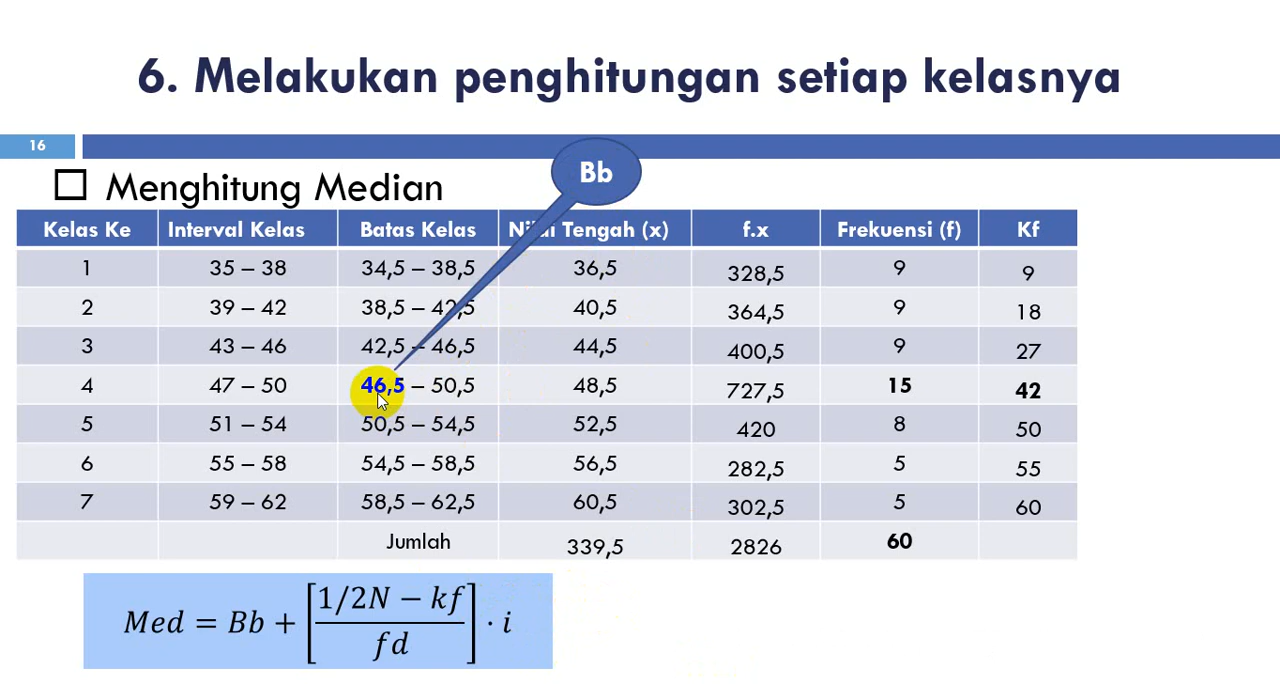 6. Melakukan penghitungan setiap kelasnya
16
Bb
Menghitung Median
Kelas Ke Interval Kelas Batas Kelas Nilai Tengah (x) f.x Frekuensi (f) Kf
1 35 – 38 34,5 – 38,5 36,5 328,5 9 9
2 39 – 42 38,5 – 42,5 40,5 364,5 9 18
3 43 – 46 42,5 – 46,5 44,5 400,5 9 27
4 47 – 50 46,5 – 50,5 48,5 727,5 15 42
5 51 – 54 50,5 – 54,5 52,5 420 8 50
6 55 – 58 54,5 – 58,5 56,5 282,5 5 55
7 59 – 62 58,5 – 62,5 60,5 302,5 5 60
Jumlah 339,5 2826 60
Med = Bb + [(1/2N − kf)/fd] · i